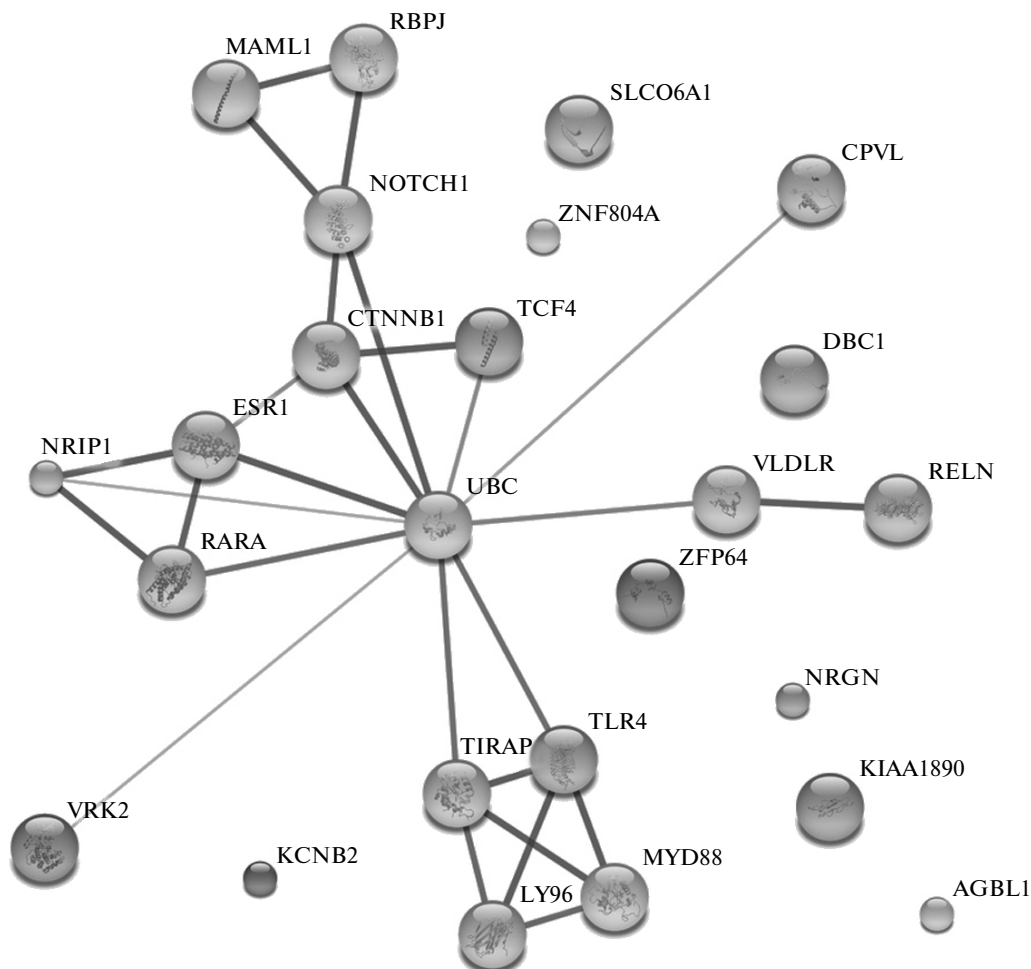 RBPJ
MAML1
SLCO6A1
CPVL
NOTCH1
ZNF804A
TCF4
CTNNB1
DBC1
ESR1
NRIP1
VLDLR
RELN
UBC
RARA
ZFP64
NRGN
TLR4
TIRAP
KIAA1890
VRK2
KCNB2
MYD88
LY96
AGBL1